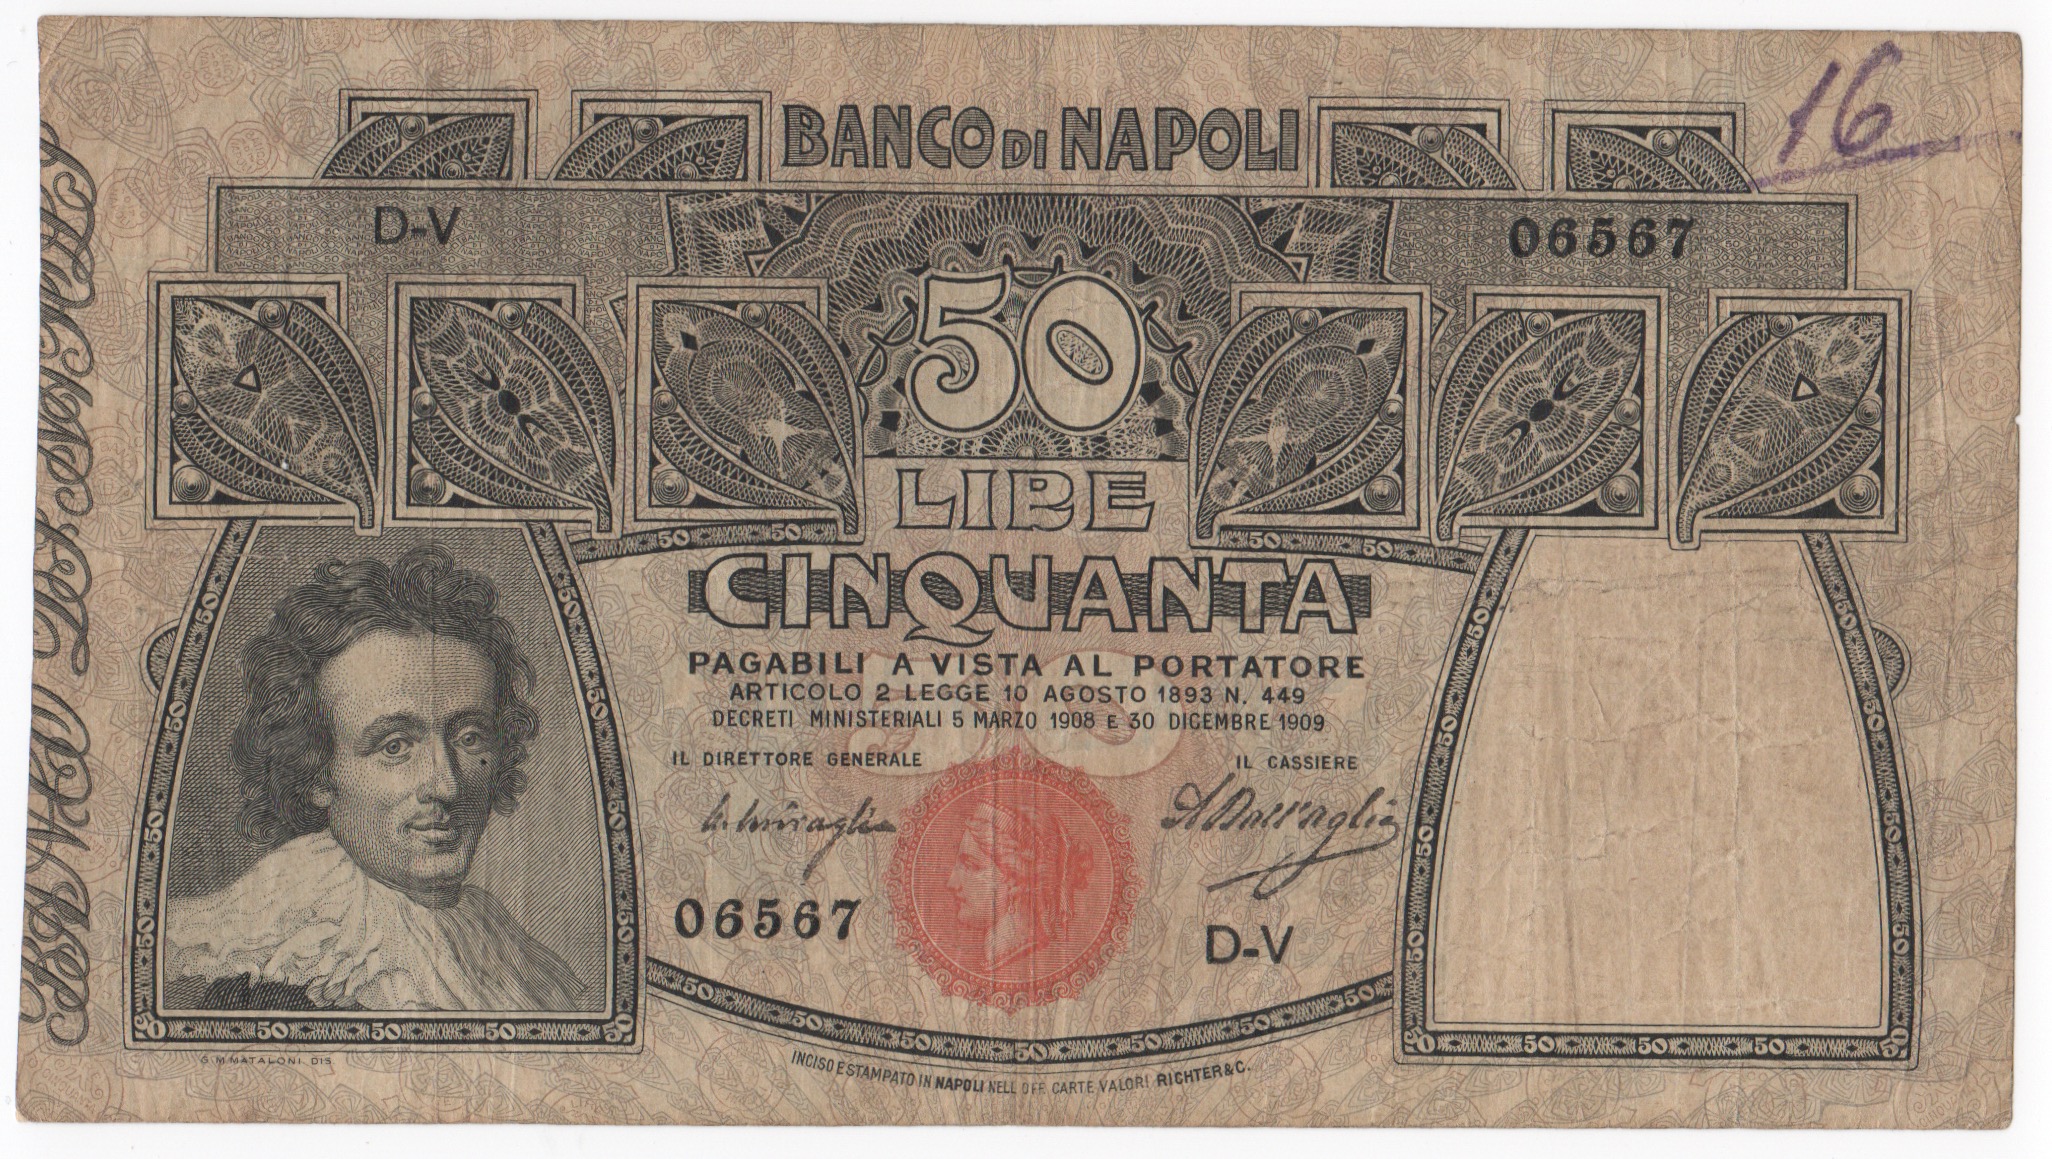 16
BANCO DI NAPOLI
D-V
06567
50
LIRE
CINQUANTA
PAGABILI A VISTA AL PORTATORE
ARTICOLO 2 LEGGE 10 AGOSTO 1893 N. 449
DECRETI MINISTERIALI 5 MARZO 1908 E 30 DICEMBRE 1909
IL DIRETTORE GENERALE
IL CASSIERE
06567
D-V
G.M. MATALONI. DIS.
INCISO E STAMPATO IN NAPOLI NELL OFF. CARTE VALORI RICHTER & C.